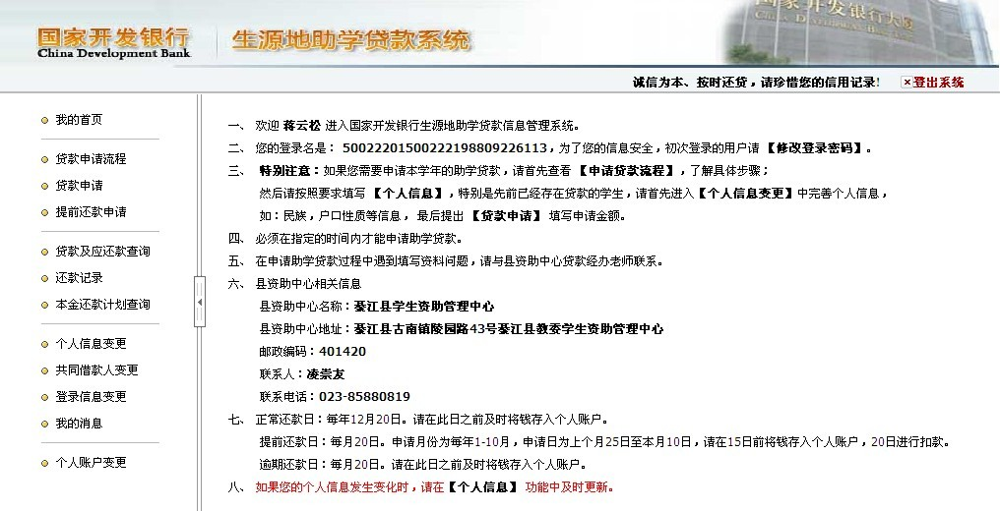 国家开发银行大厦
CHINA DEVELOPMENT BANK
国家开发银行
China Development Bank
生源地助学贷款系统
诚信为本、按时还贷，请珍惜您的信用记录!
登出系统
我的首页
贷款申请流程
贷款申请
提前还款申请
贷款及应还款查询
还款记录
本金还款计划查询
个人信息变更
共同借款人变更
登录信息变更
我的消息
个人账户变更
一、 欢迎 蒋云松 进入国家开发银行生源地助学贷款信息管理系统。
二、 您的登录名是： 50022201500222198809226113，为了您的信息安全，初次登录的用户请 【修改登录密码】。
三、 特别注意：如果您需要申请本学年的助学贷款，请首先查看 【申请贷款流程】，了解具体步骤；
然后请按照要求填写 【个人信息】，特别是先前已经存在贷款的学生，请首先进入【个人信息变更】中完善个人信息，
如：民族，户口性质等信息， 最后提出 【贷款申请】 填写申请金额。
四、 必须在指定的时间内才能申请助学贷款。
五、 在申请助学贷款过程中遇到填写资料问题，请与县资助中心贷款经办老师联系。
六、 县资助中心相关信息
县资助中心名称：綦江县学生资助管理中心
县资助中心地址：綦江县古南镇陵园路43号綦江县教委学生资助管理中心
邮政编码：401420
联系人：凌崇友
联系电话：023-85880819
七、 正常还款日：每年12月20日。请在此日之前及时将钱存入个人账户。
提前还款日：每月20日。申请月份为每年1-10月，申请日为上个月25日至本月10日，请在15日前将钱存入个人账户，20日进行扣款。
逾期还款日：每月20日。请在此日之前及时将钱存入个人账户。
八、 如果您的个人信息发生变化时，请在【个人信息】 功能中及时更新。